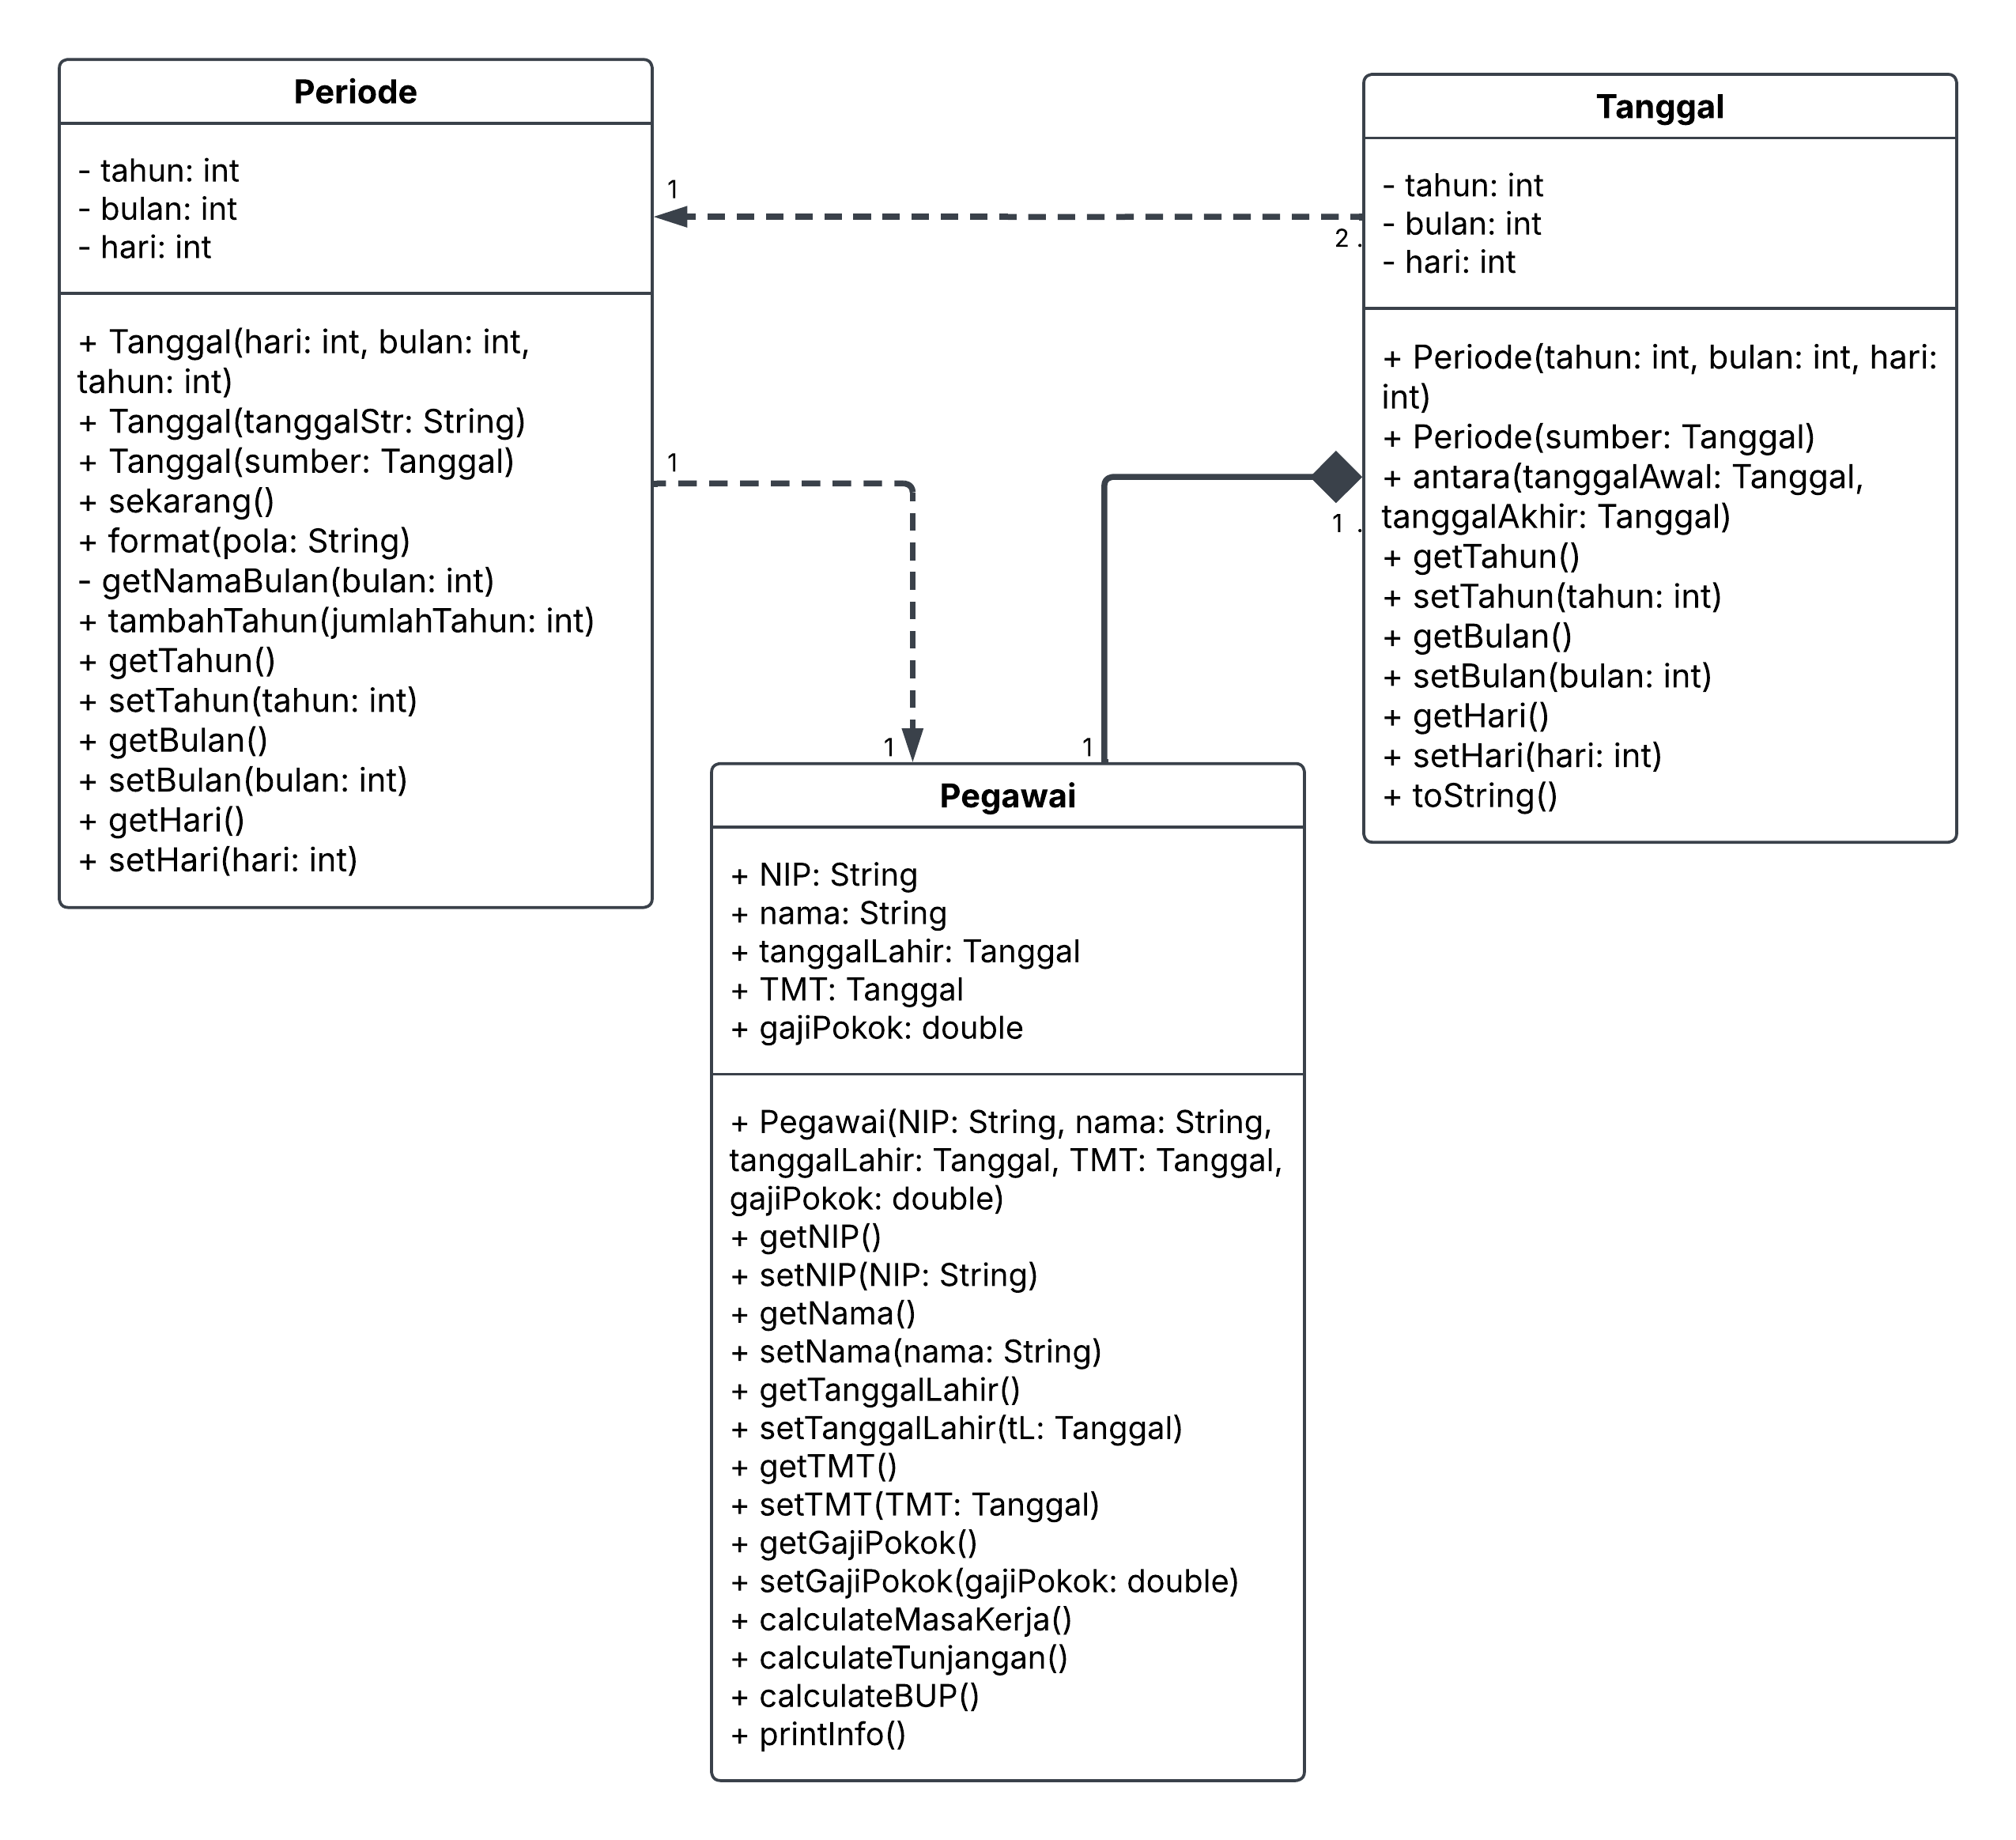 Periode
- tahun: int
- bulan: int
- hari: int
+ Tanggal(hari: int, bulan: int,
tahun: int)
+ Tanggal(tanggalStr: String)
+ Tanggal(sumber: Tanggal)
+ sekarang()
+ format(pola: String)
- getNamaBulan(bulan: int)
+ tambahTahun(jumlahTahun: int)
+ getTahun()
+ setTahun(tahun: int)
+ getBulan()
+ setBulan(bulan: int)
+ getHari()
+ setHari(hari: int)
1
2 .
1
1 .
1
1
Tanggal
- tahun: int
- bulan: int
- hari: int
+ Periode(tahun: int, bulan: int, hari:
int)
+ Periode(sumber: Tanggal)
+ antara(tanggalAwal: Tanggal,
tanggalAkhir: Tanggal)
+ getTahun()
+ setTahun(tahun: int)
+ getBulan()
+ setBulan(bulan: int)
+ getHari()
+ setHari(hari: int)
+ toString()
Pegawai
+ NIP: String
+ nama: String
+ tanggalLahir: Tanggal
+ TMT: Tanggal
+ gajiPokok: double
+ Pegawai(NIP: String, nama: String,
tanggalLahir: Tanggal, TMT: Tanggal,
gajiPokok: double)
+ getNIP()
+ setNIP(NIP: String)
+ getNama()
+ setNama(nama: String)
+ getTanggalLahir()
+ setTanggalLahir(tL: Tanggal)
+ getTMT()
+ setTMT(TMT: Tanggal)
+ getGajiPokok()
+ setGajiPokok(gajiPokok: double)
+ calculateMasaKerja()
+ calculateTunjangan()
+ calculateBUP()
+ printInfo()